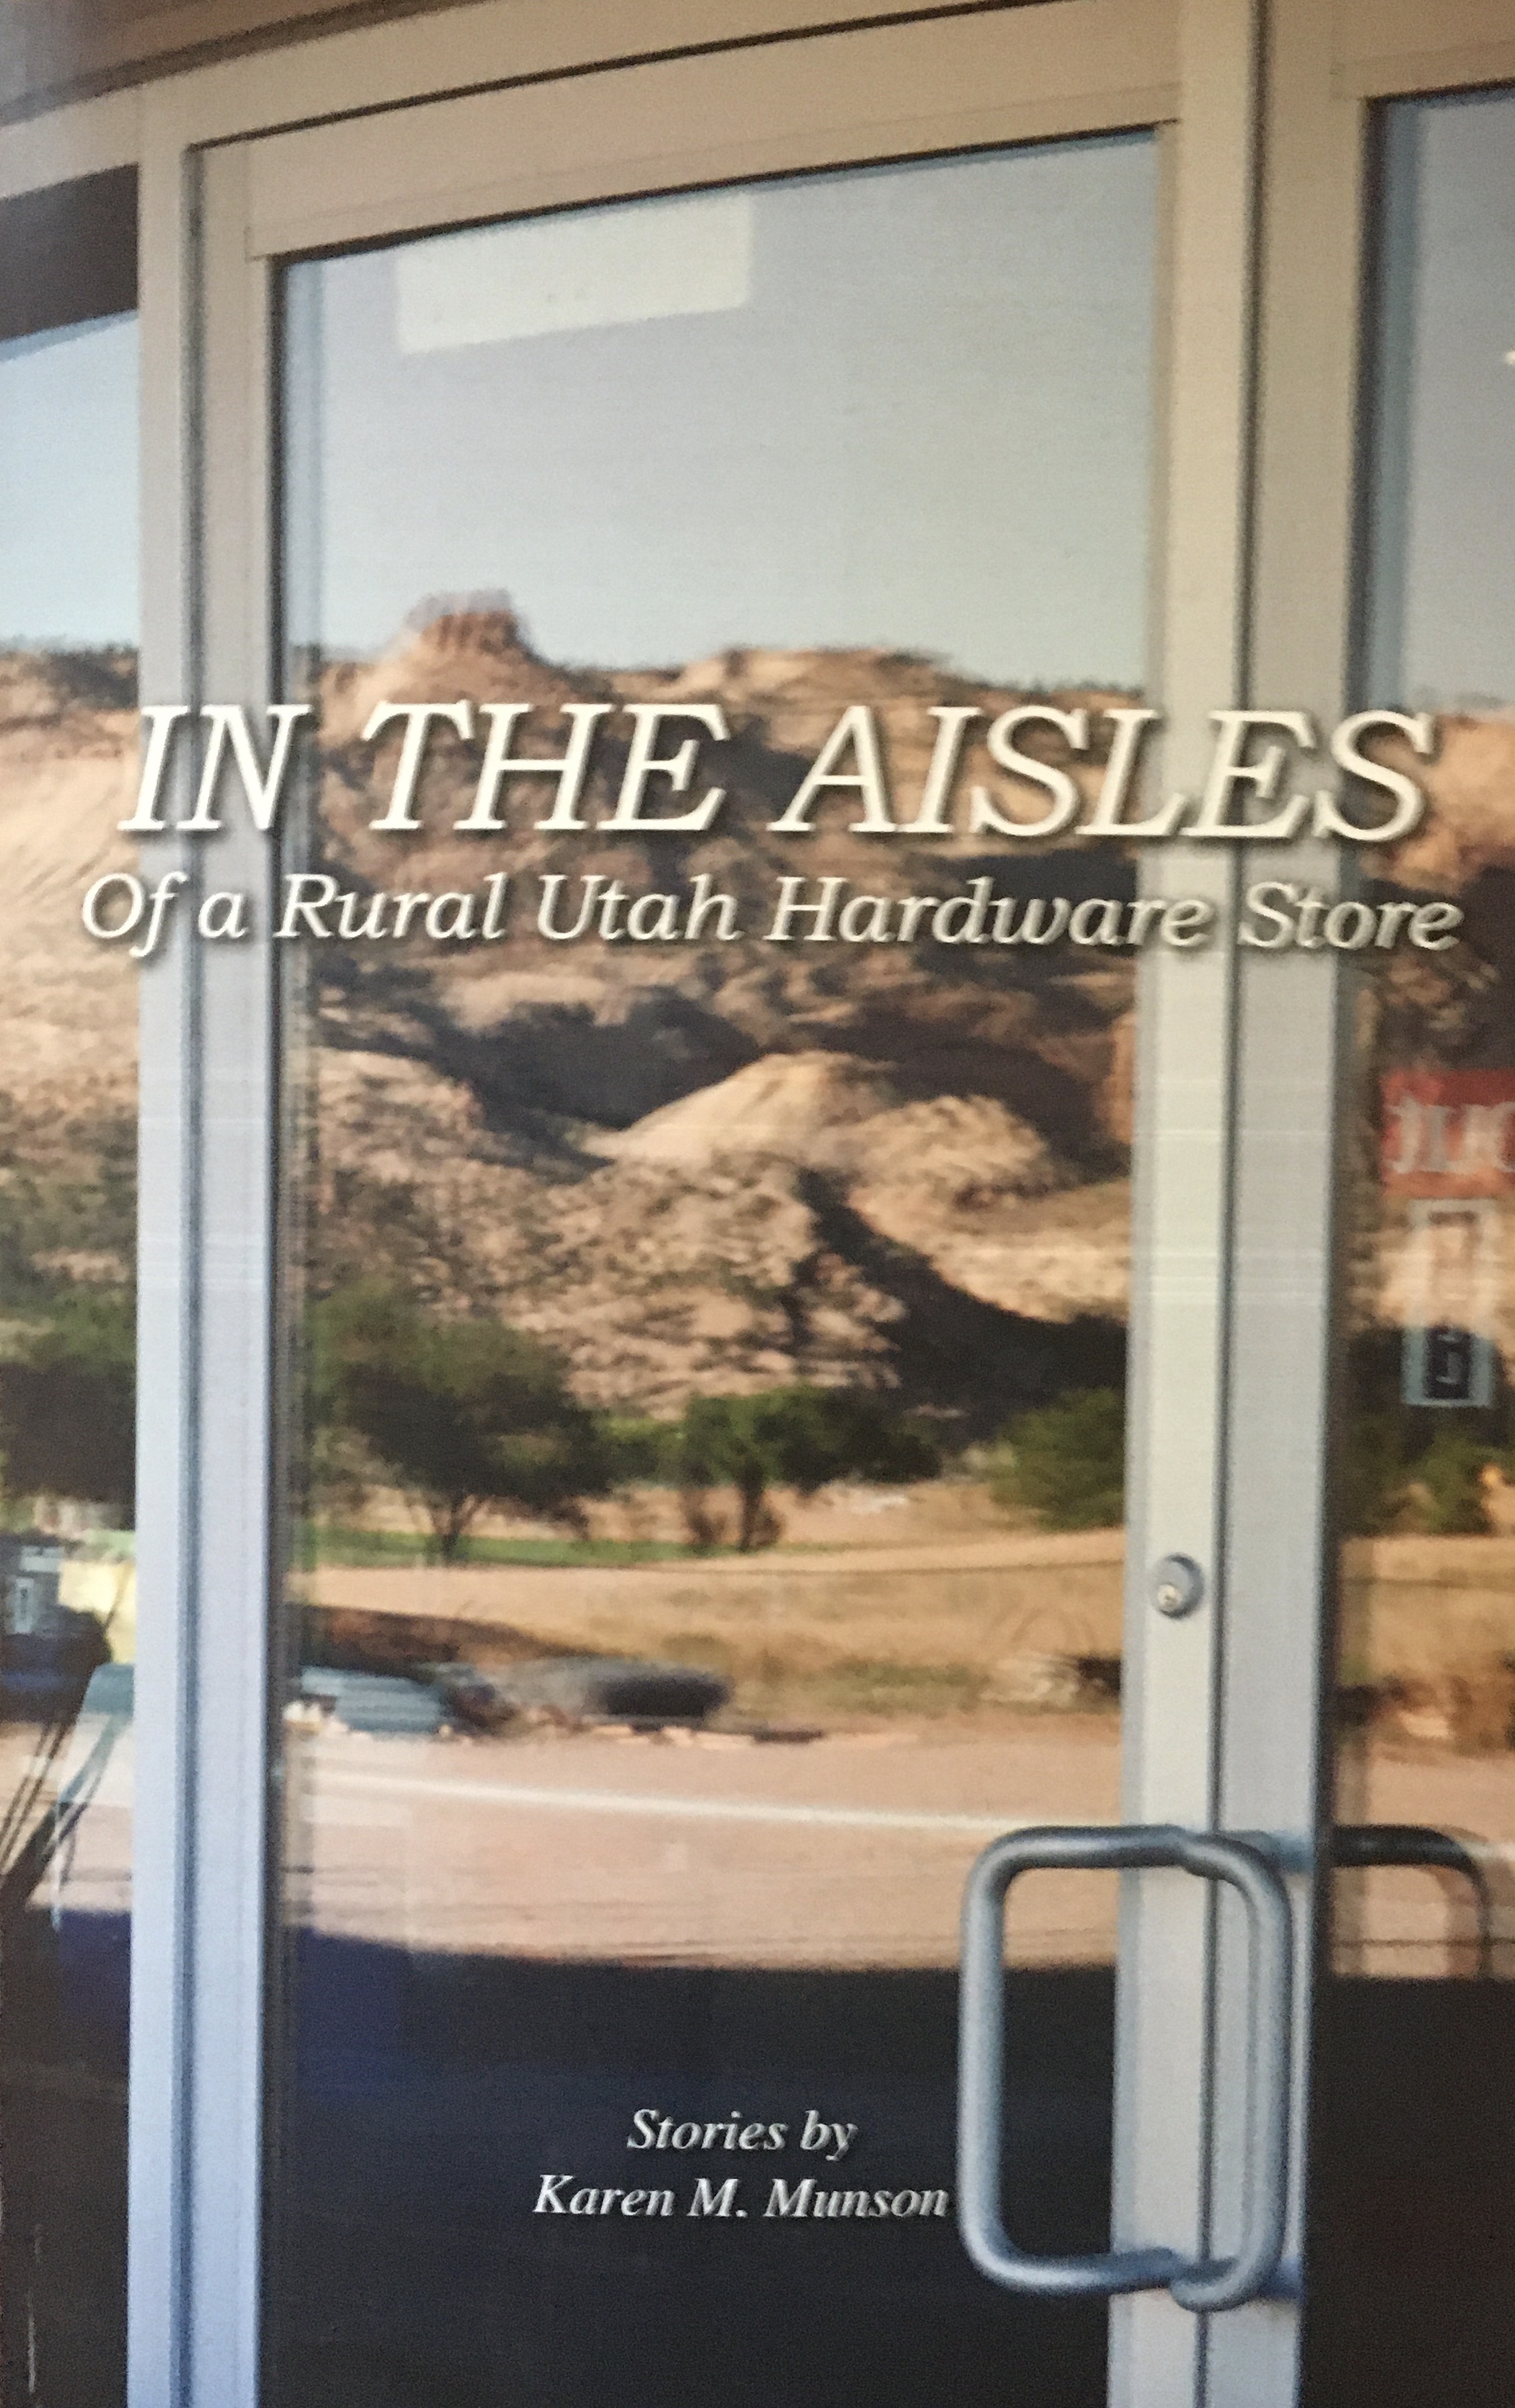 IN THE AISLES
Of a Rural Utah Hardware Store
Stories by
Karen M. Munson